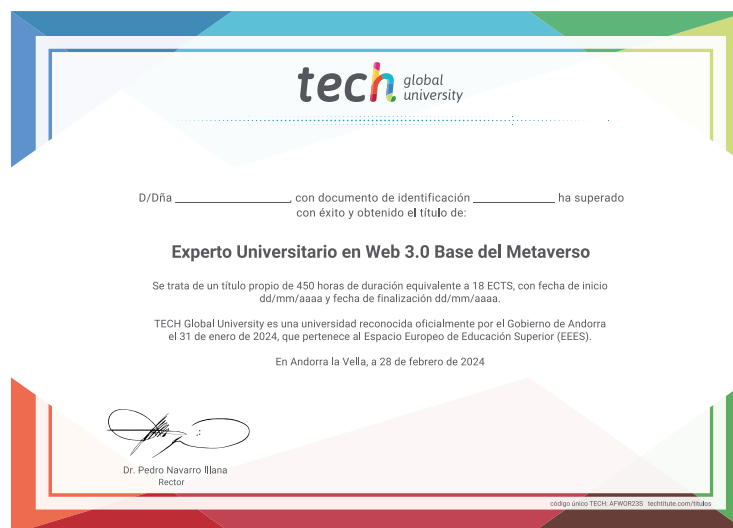 tech global
university
D/Dña ______________, con documento de identificación ____________ ha superado
con éxito y obtenido el título de:
Experto Universitario en Web 3.0 Base del Metaverso
Se trata de un título propio de 450 horas de duración equivalente a 18 ECTS, con fecha de inicio
dd/mm/aaaa y fecha de finalización dd/mm/aaaa.
TECH Global University es una universidad reconocida oficialmente por el Gobierno de Andorra
el 31 de enero de 2024, que pertenece al Espacio Europeo de Educación Superior (EEES).
En Andorra la Vella, a 28 de febrero de 2024
Dr. Pedro Navarro Illana
Rector
código único TECH: AFWOR23S techtitute.com/titulos